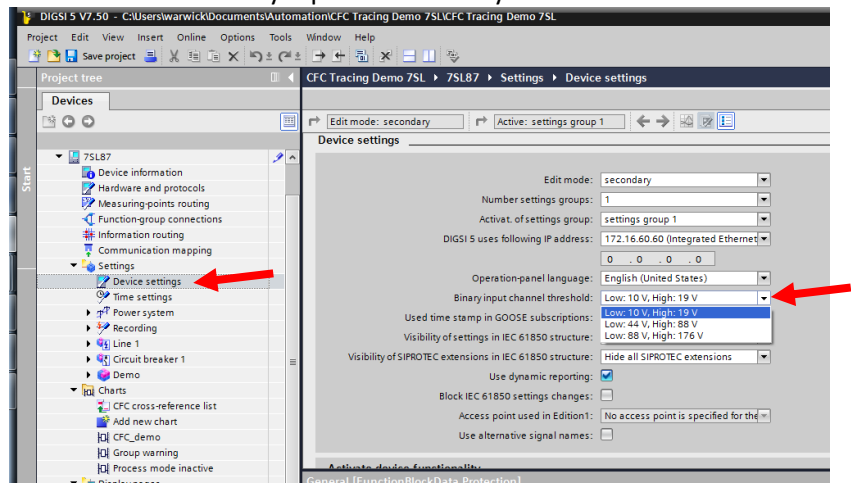 DIGSI 5 V7.50 - C:\Users\warwick\Documents\Automation\CFC Tracing Demo 7SL\CFC Tracing Demo 7SL
Project Edit View Insert Online Options Tools Window Help
Save project
Project tree
CFC Tracing Demo 7SL 7SL87 Settings Device settings
Devices
Edit mode: secondary
Active: settings group 1
Device settings
Start
7SL87
Device information
Hardware and protocols
Measuring-points routing
Function-group connections
Information routing
Communication mapping
Settings
Device settings
Time settings
Power system
Recording
Line 1
Circuit breaker 1
Demo
Charts
CFC cross-reference list
Add new chart
CFC_demo
Group warning
Process mode inactive
Edit mode: secondary
Number settings groups: 1
Activat. of settings group: settings group 1
DIGSI 5 uses following IP address: 172.16.60.60 (Integrated Ethernet
0 . 0 . 0 . 0
Operation-panel language: English (United States)
Binary input channel threshold: Low: 10 V, High: 19 V
Low: 10 V, High: 19 V
Used time stamp in GOOSE subscriptions: Low: 44 V, High: 88 V
Visibility of settings in IEC 61850 structure: Low: 88 V, High: 176 V
Visibility of SIPROTEC extensions in IEC 61850 structure: Hide all SIPROTEC extensions
Use dynamic reporting:
Block IEC 61850 settings changes:
Access point used in Edition1: No access point is specified for the
Use alternative signal names:
Activate device functionality
General [FunctionBlockData Protection]